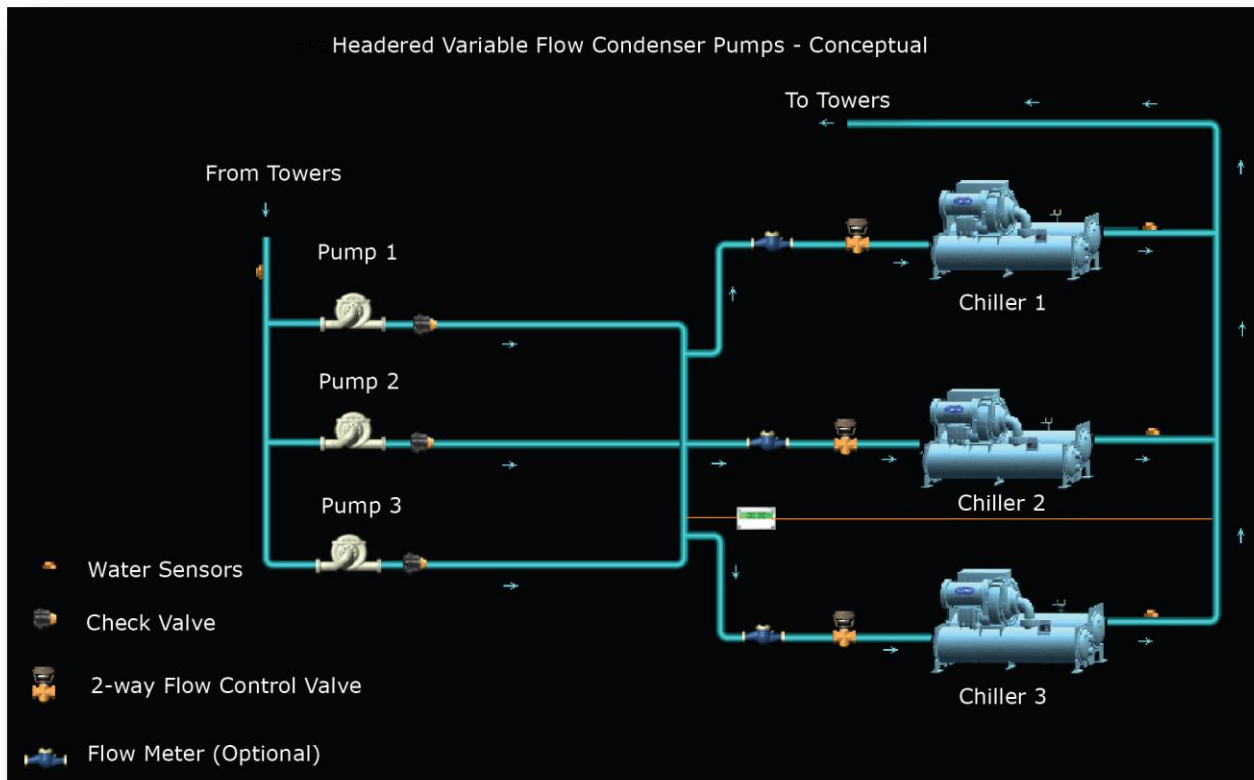 Headered Variable Flow Condenser Pumps - Conceptual
To Towers
From Towers
Pump 1
Chiller 1
Pump 2
Chiller 2
Pump 3
Chiller 3
Water Sensors
Check Valve
2-way Flow Control Valve
Flow Meter (Optional)